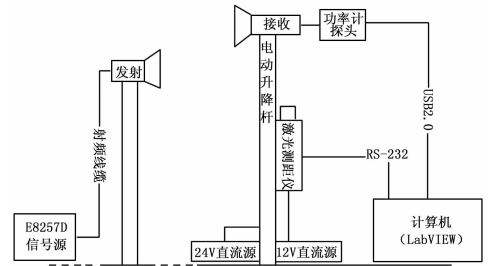 接收
功率计
探头
发射
电动升降杆
射频线缆
激光测距仪
USB2.0
RS-232
E8257D
信号源
24V直流源
12V直流源
计算机
(LabVIEW)